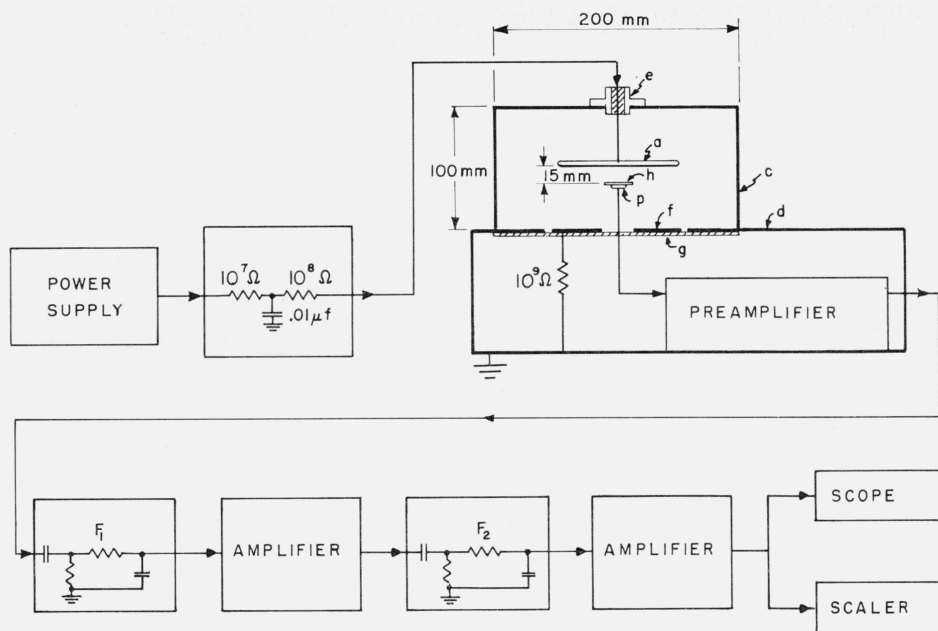 200 mm
e
a
100 mm
15 mm
h
p
c
f
d
g
POWER
SUPPLY
10⁷Ω
10⁸Ω
.01μf
10⁹Ω
PREAMPLIFIER
F₁
AMPLIFIER
F₂
AMPLIFIER
SCOPE
SCALER